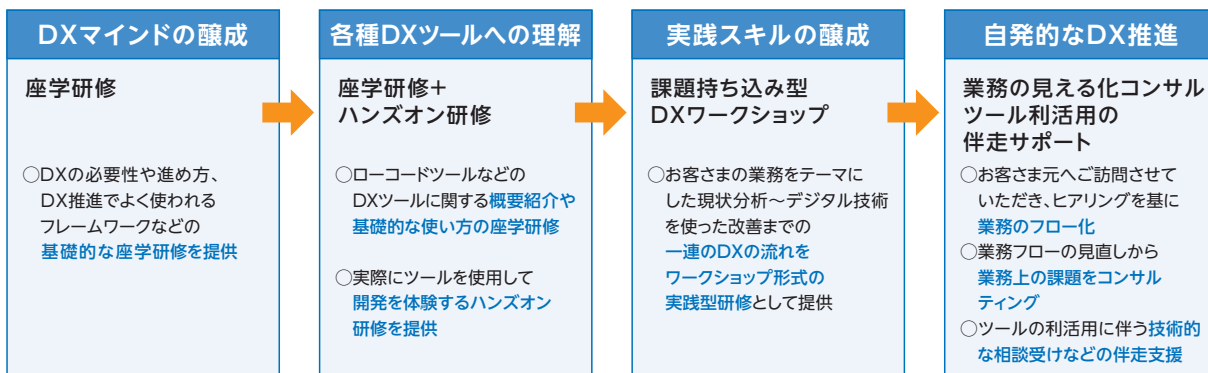 DXマインドの醸成
座学研修
○DXの必要性や進め方、
DX推進でよく使われる
フレームワークなどの
基礎的な座学研修を提供
各種DXツールへの理解
座学研修＋
ハンズオン研修
○ローコードツールなどの
DXツールに関する概要紹介や
基礎的な使い方の座学研修
○実際にツールを使用して
開発を体験するハンズオン
研修を提供
実践スキルの醸成
課題持ち込み型
DXワークショップ
○お客さまの業務をテーマに
した現状分析～デジタル技術
を使った改善までの
一連のDXの流れを
ワークショップ形式の
実践型研修として提供
自発的なDX推進
業務の見える化コンサル
ツール利活用の
伴走サポート
○お客さま元へご訪問させて
いただき、ヒアリングを基に
業務のフロー化
○業務フローの見直しから
業務上の課題をコンサル
ティング
○ツールの利活用に伴う技術的
な相談受けなどの伴走支援